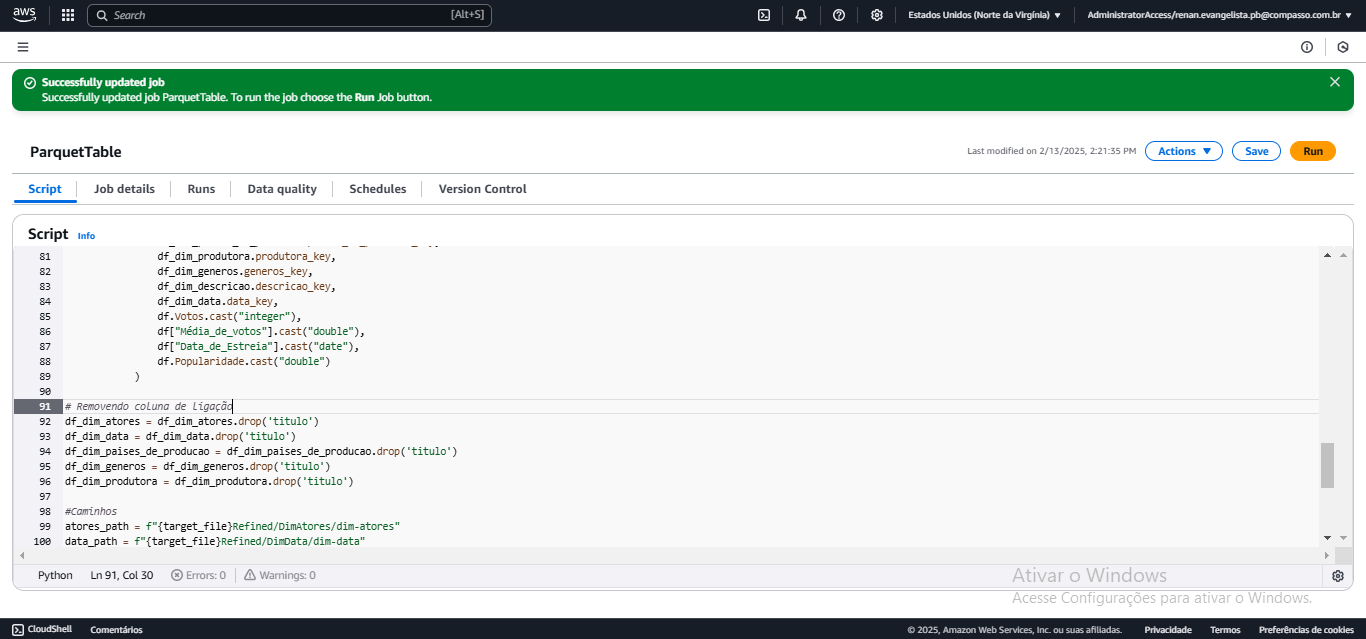 aws
Search [Alt+S]
Estados Unidos (Norte da Virgínia) ▼
AdministratorAccess/renan.evangelista.pb@compasso.com.br ▼
Successfully updated job
Successfully updated job ParquetTable. To run the job choose the Run Job button.
ParquetTable
Last modified on 2/13/2025, 2:21:35 PM
Actions ▼
Save
Run
Script
Job details
Runs
Data quality
Schedules
Version Control
Script Info
81 df_dim_produtora.produtora_key,
82 df_dim_generos.generos_key,
83 df_dim_descricao.descricao_key,
84 df_dim_data.data_key,
85 df.Votos.cast("integer"),
86 df["Média_de_votos"].cast("double"),
87 df["Data_de_Estreia"].cast("date"),
88 df.Popularidade.cast("double")
89 )
90
91 # Removendo coluna de ligação
92 df_dim_atores = df_dim_atores.drop('titulo')
93 df_dim_data = df_dim_data.drop('titulo')
94 df_dim_paises_de_producao = df_dim_paises_de_producao.drop('titulo')
95 df_dim_generos = df_dim_generos.drop('titulo')
96 df_dim_produtora = df_dim_produtora.drop('titulo')
97
98 #Caminhos
99 atores_path = f"{target_file}Refined/DimAtores/dim-atores"
100 data_path = f"{target_file}Refined/DimData/dim-data"
Python Ln 91, Col 30 Errors: 0 Warnings: 0
Ativar o Windows
Acesse Configurações para ativar o Windows.
CloudShell Comentários
© 2025, Amazon Web Services, Inc. ou suas afiliadas. Privacidade Termos Preferências de cookies